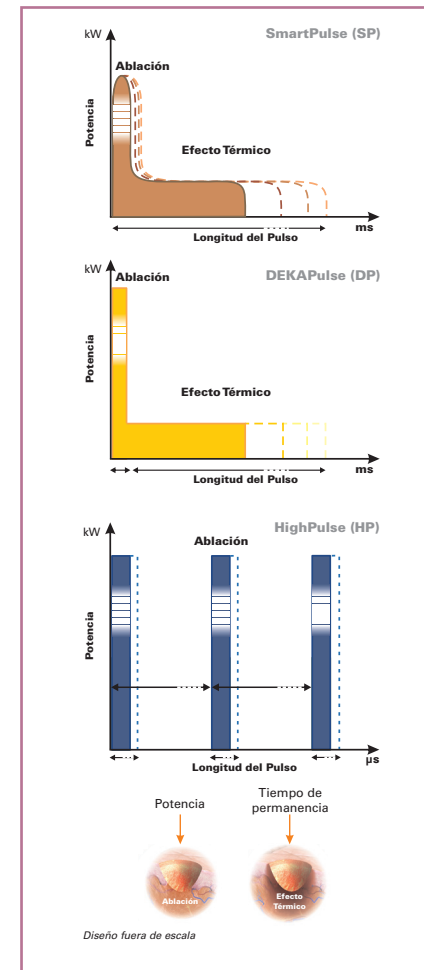 SmartPulse (SP)
kW
Ablación
Potencia
Efecto Térmico
ms
Longitud del Pulso
DEKAPulse (DP)
kW
Ablación
Potencia
Efecto Térmico
ms
Longitud del Pulso
HighPulse (HP)
kW
Ablación
Potencia
µs
Longitud del Pulso
Potencia
Tiempo de
permanencia
Ablación
Efecto
Térmico
Diseño fuera de escala